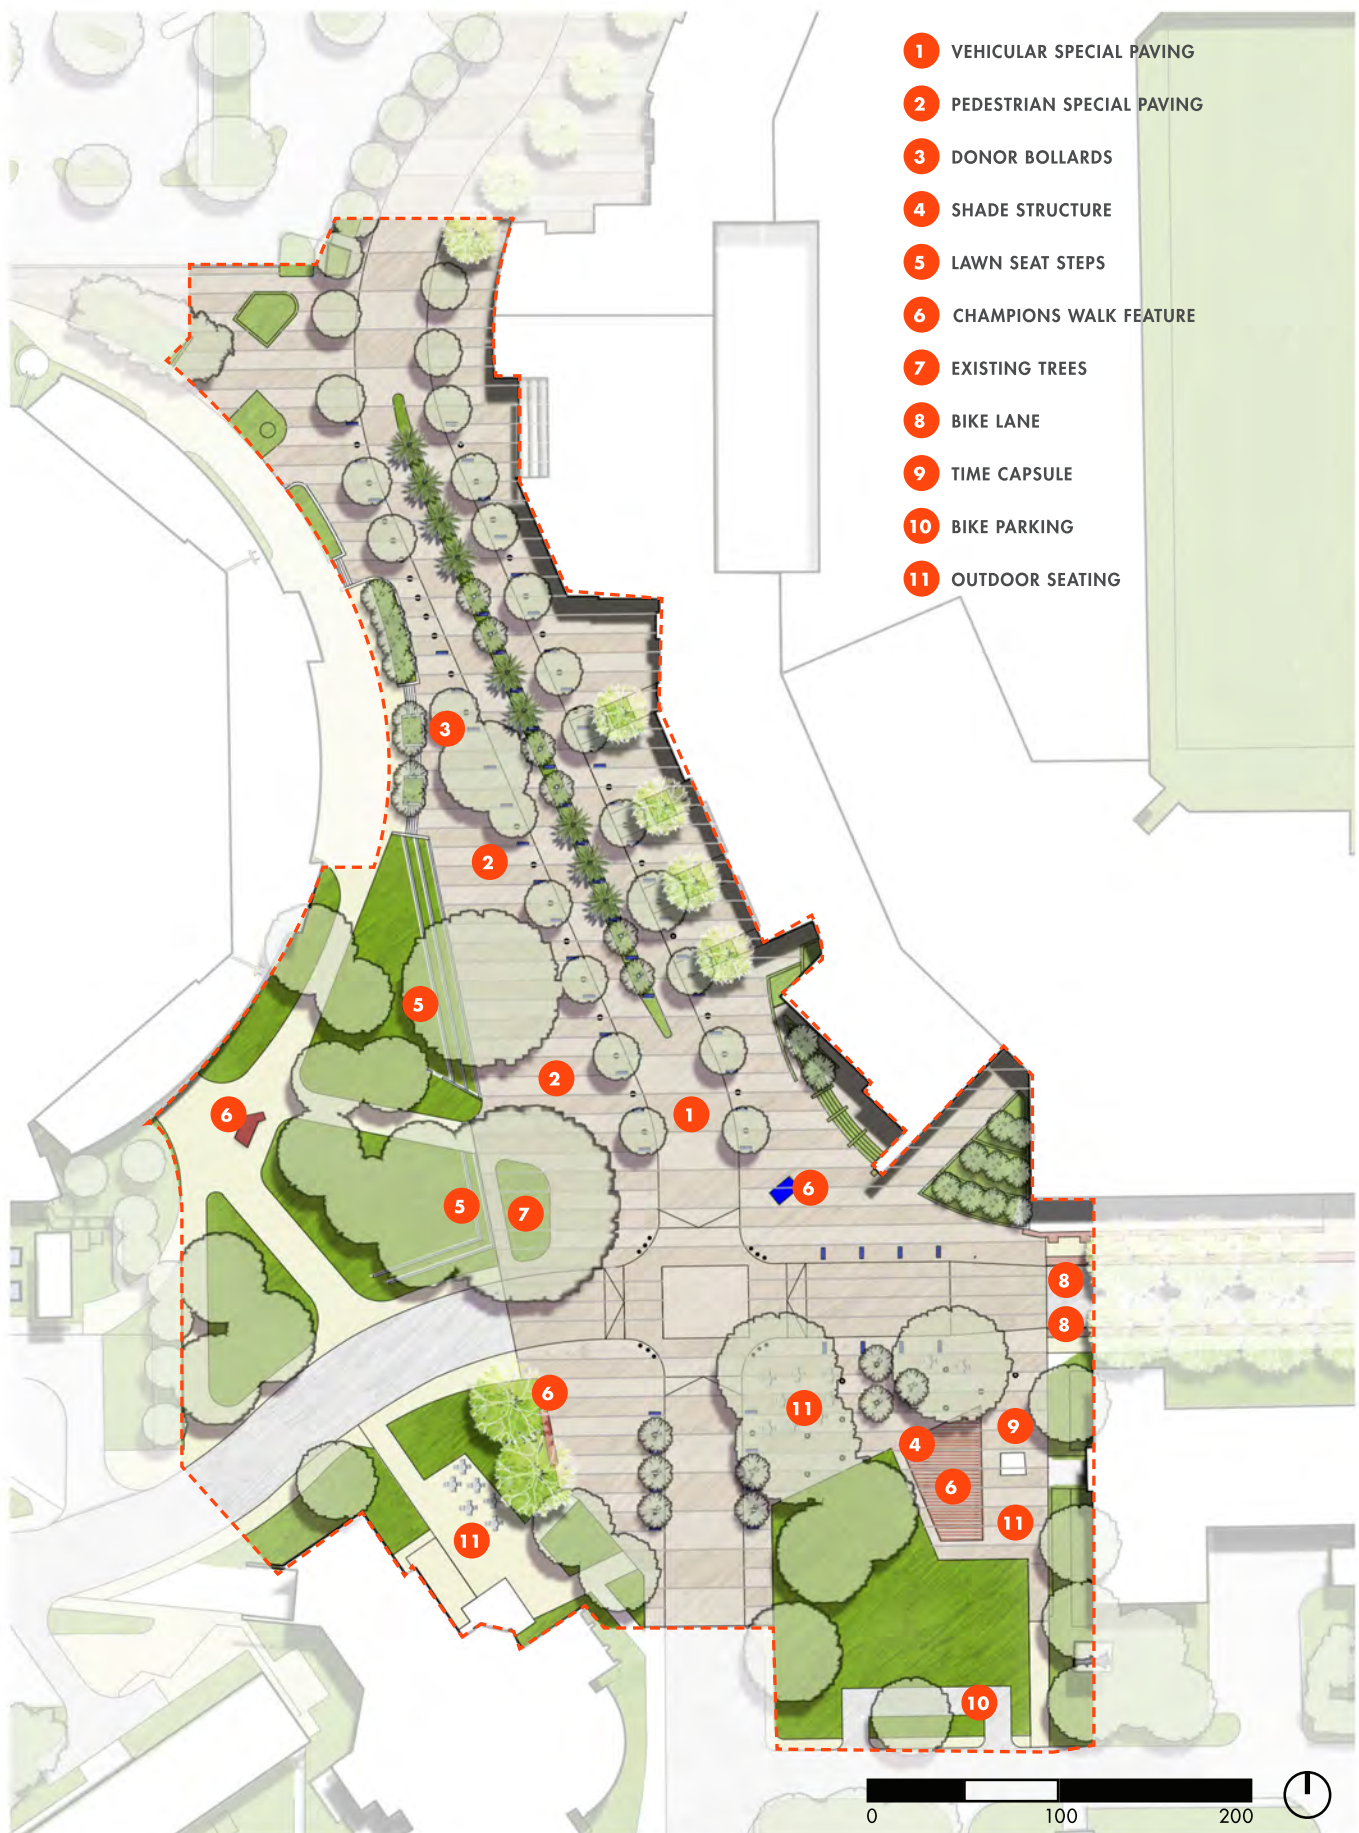 1 VEHICULAR SPECIAL PAVING
2 PEDESTRIAN SPECIAL PAVING
3 DONOR BOLLARDS
4 SHADE STRUCTURE
5 LAWN SEAT STEPS
6 CHAMPIONS WALK FEATURE
7 EXISTING TREES
8 BIKE LANE
9 TIME CAPSULE
10 BIKE PARKING
11 OUTDOOR SEATING
3
2
5
2
6
1
6
5
7
8
8
6
11
9
4
6
11
11
10
0 100 200